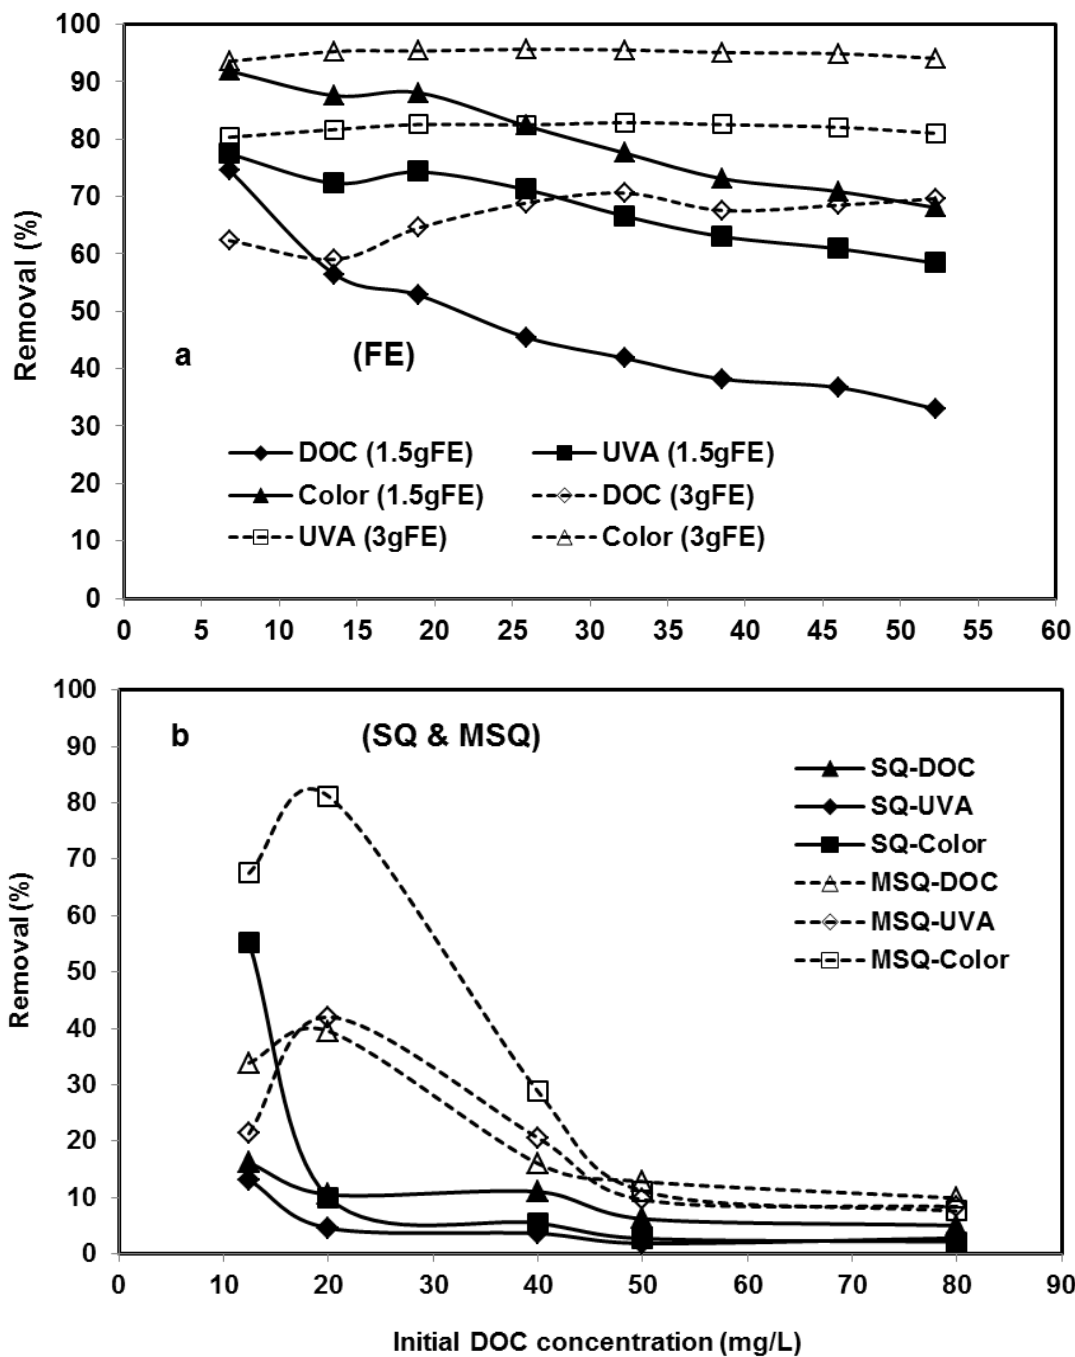 100
90
80
70
60
50
40
30
20
10
0
Removal (%)
a (FE)
DOC (1.5gFE) UVA (1.5gFE)
Color (1.5gFE) DOC (3gFE)
UVA (3gFE) Color (3gFE)
0 5 10 15 20 25 30 35 40 45 50 55 60
100
90
80
70
60
50
40
30
20
10
0
Removal (%)
b (SQ & MSQ)
SQ-DOC
SQ-UVA
SQ-Color
MSQ-DOC
MSQ-UVA
MSQ-Color
0 10 20 30 40 50 60 70 80 90
Initial DOC concentration (mg/L)